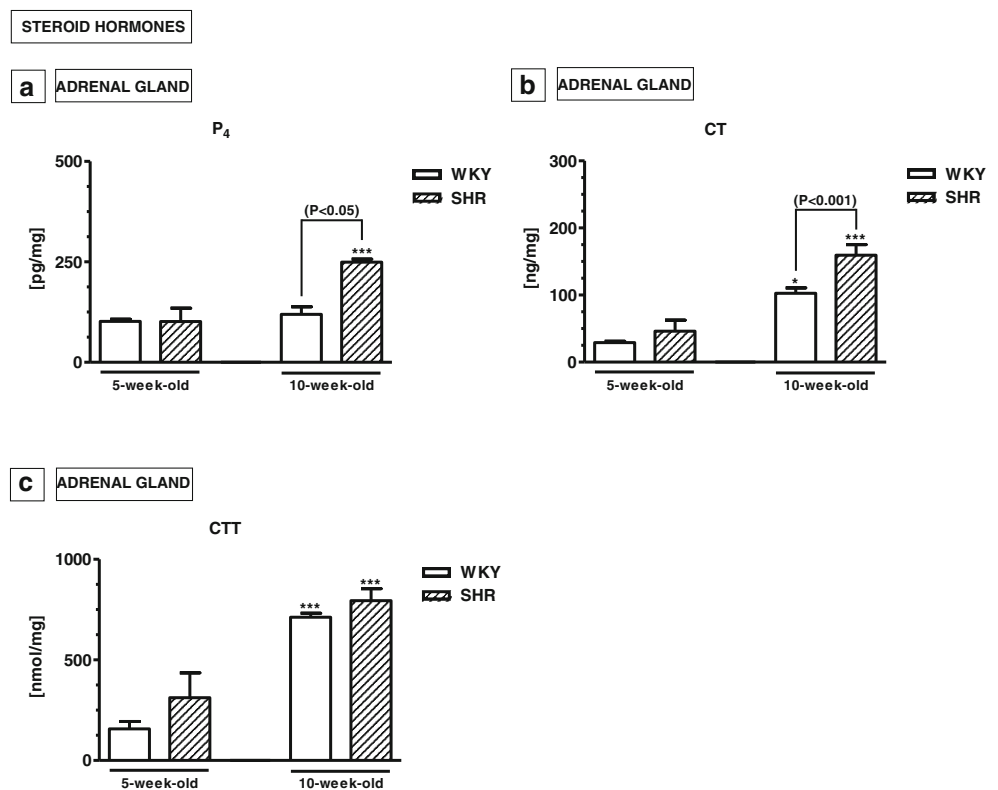 STEROID HORMONES
a ADRENAL GLAND
P4
500
250
0
[pg/mg]
WKY
SHR
(P<0.05)
***
5-week-old
10-week-old
b ADRENAL GLAND
CT
300
200
100
0
[ng/mg]
WKY
SHR
(P<0.001)
*
***
5-week-old
10-week-old
c ADRENAL GLAND
CTT
1000
500
0
[nmol/mg]
WKY
SHR
***
***
5-week-old
10-week-old